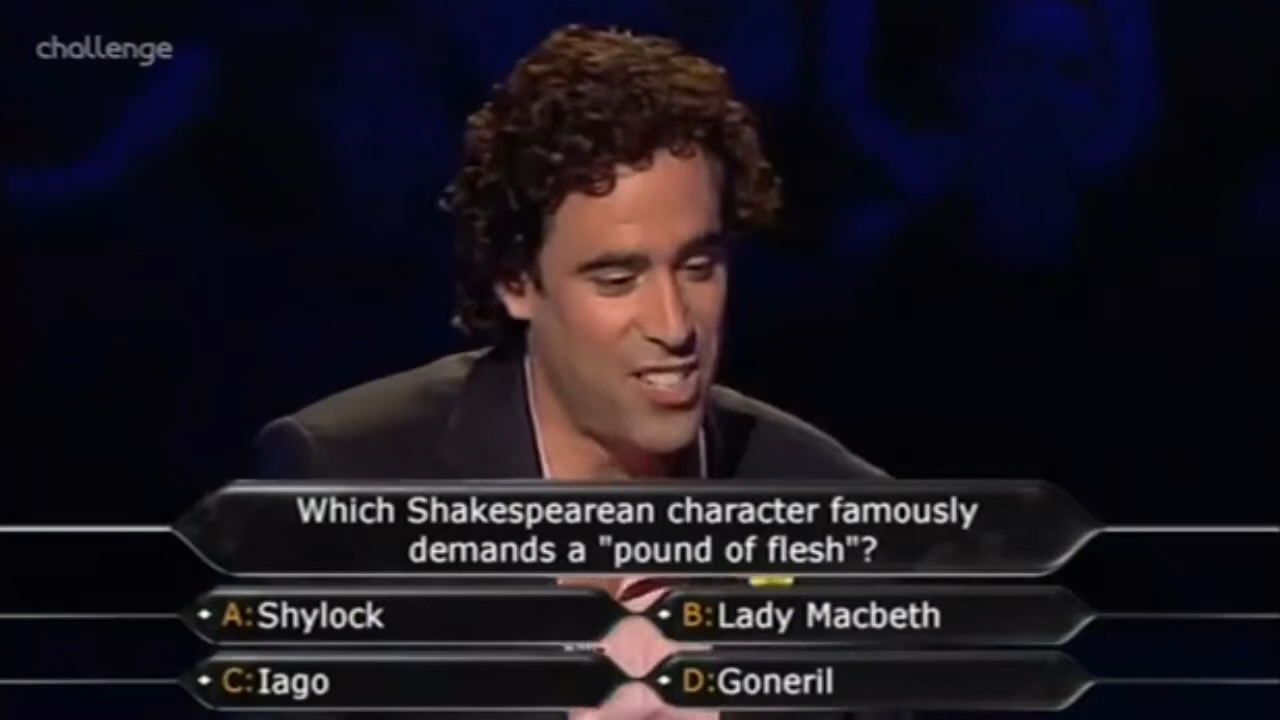 challenge
Which Shakespearean character famously
demands a "pound of flesh"?
A: Shylock
B: Lady Macbeth
C: Iago
D: Goneril